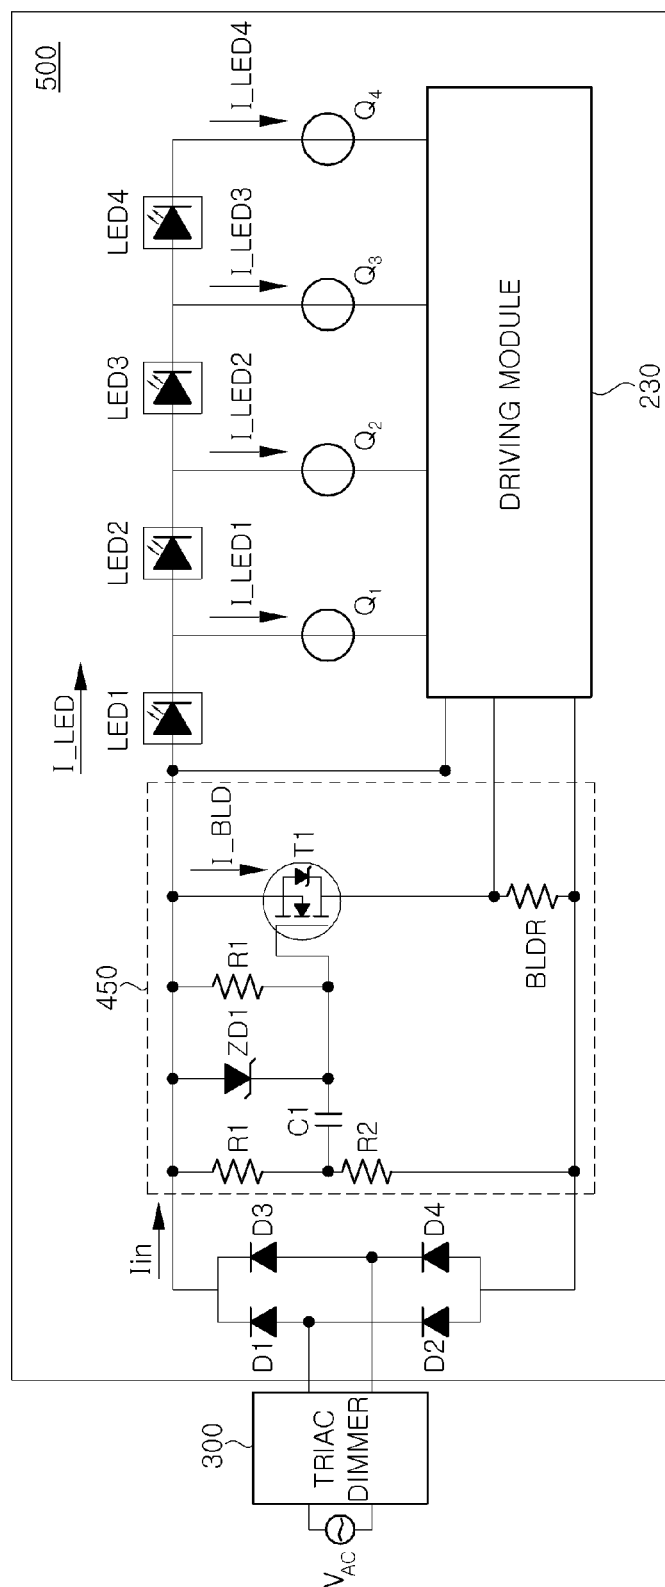 500
V_AC
TRIAC
DIMMER
300
D1
D3
D2
D4
Iin
450
R1
ZD1
R1
C1
R2
I_BLD
T1
BLDR
I_LED
LED1
LED2
LED3
LED4
I_LED1
I_LED2
I_LED3
I_LED4
Q1
Q2
Q3
Q4
DRIVING MODULE
230